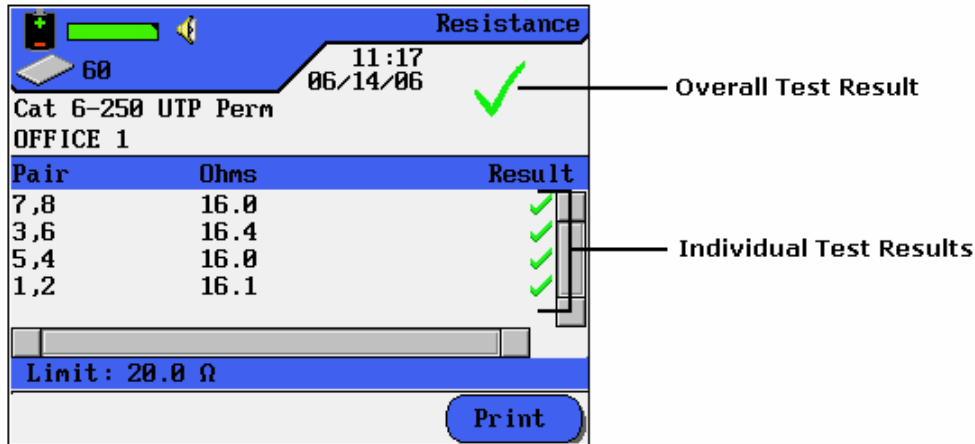 Resistance
60
11:17
06/14/06
Cat 6-250 UTP Perm
OFFICE 1
Overall Test Result
Pair Ohms Result
7,8 16.0
3,6 16.4
5,4 16.0
1,2 16.1
Individual Test Results
Limit: 20.0 Ω
Print